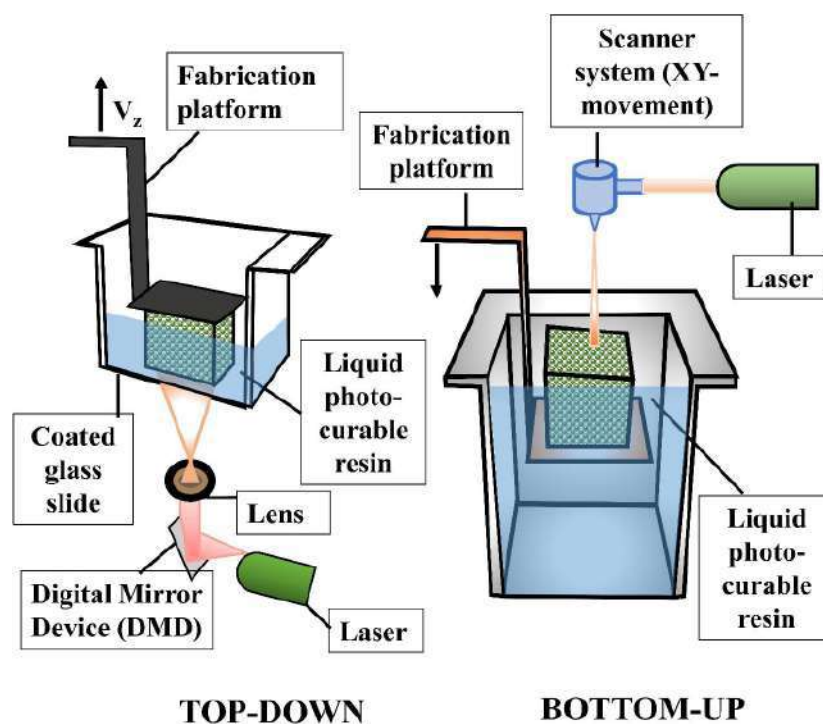 Fabrication
platform
V_z
Coated
glass
slide
Liquid
photo-
curable
resin
Lens
Digital Mirror
Device (DMD)
Laser
TOP-DOWN
Scanner
system (XY-
movement)
Fabrication
platform
Laser
Liquid
photo-
curable
resin
BOTTOM-UP